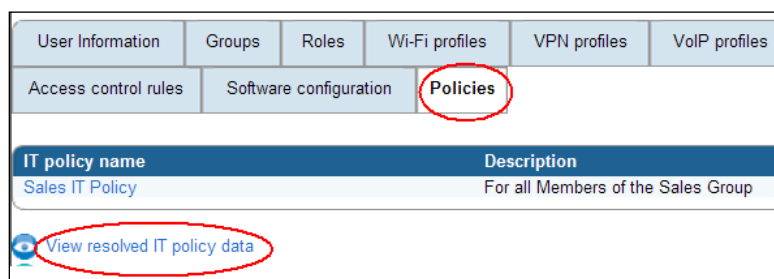 User Information Groups Roles Wi-Fi profiles VPN profiles VoIP profiles
Access control rules Software configuration Policies
IT policy name Description
Sales IT Policy For all Members of the Sales Group
View resolved IT policy data